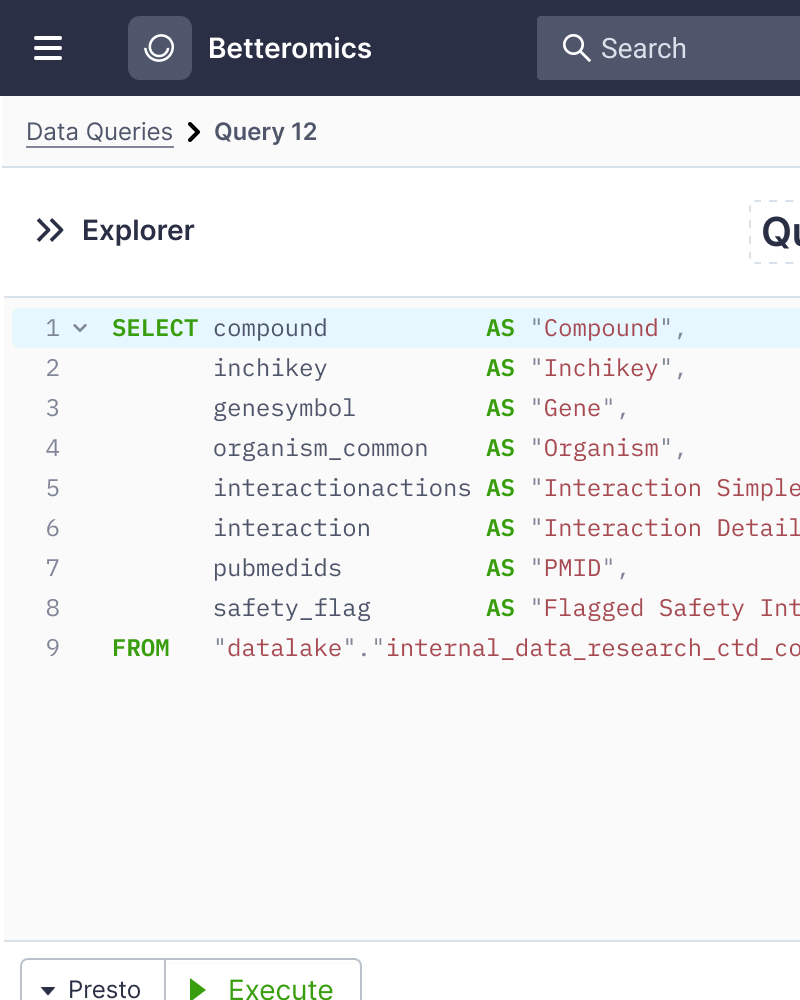 Betteromics
Search
Data Queries > Query 12
Explorer
1 SELECT compound AS "Compound",
2 inchikey AS "Inchikey",
3 genesymbol AS "Gene",
4 organism_common AS "Organism",
5 interactionactions AS "Interaction Simple
6 interaction AS "Interaction Detail
7 pubmedids AS "PMID",
8 safety_flag AS "Flagged Safety Int
9 FROM "datalake"."internal_data_research_ctd_co
Presto
Execute